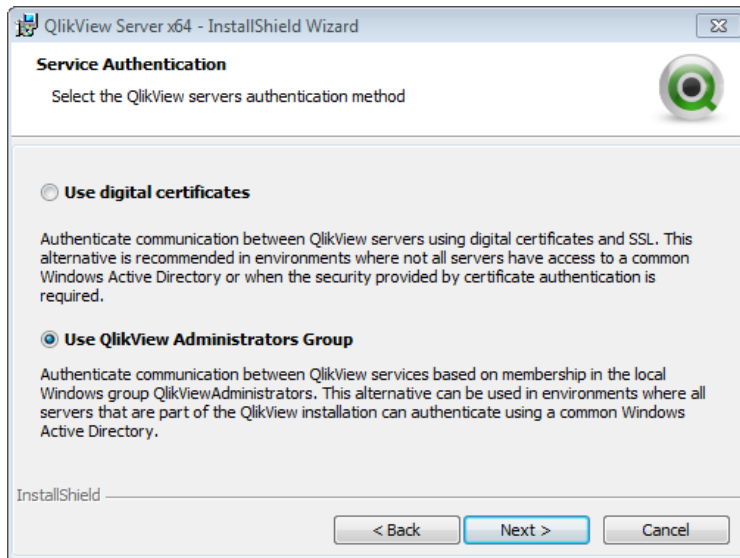 QlikView Server x64 - InstallShield Wizard
Service Authentication
Select the QlikView servers authentication method
Use digital certificates
Authenticate communication between QlikView servers using digital certificates and SSL. This
alternative is recommended in environments where not all servers have access to a common
Windows Active Directory or when the security provided by certificate authentication is
required.
Use QlikView Administrators Group
Authenticate communication between QlikView services based on membership in the local
Windows group QlikViewAdministrators. This alternative can be used in environments where all
servers that are part of the QlikView installation can authenticate using a common Windows
Active Directory.
InstallShield
< Back Next > Cancel